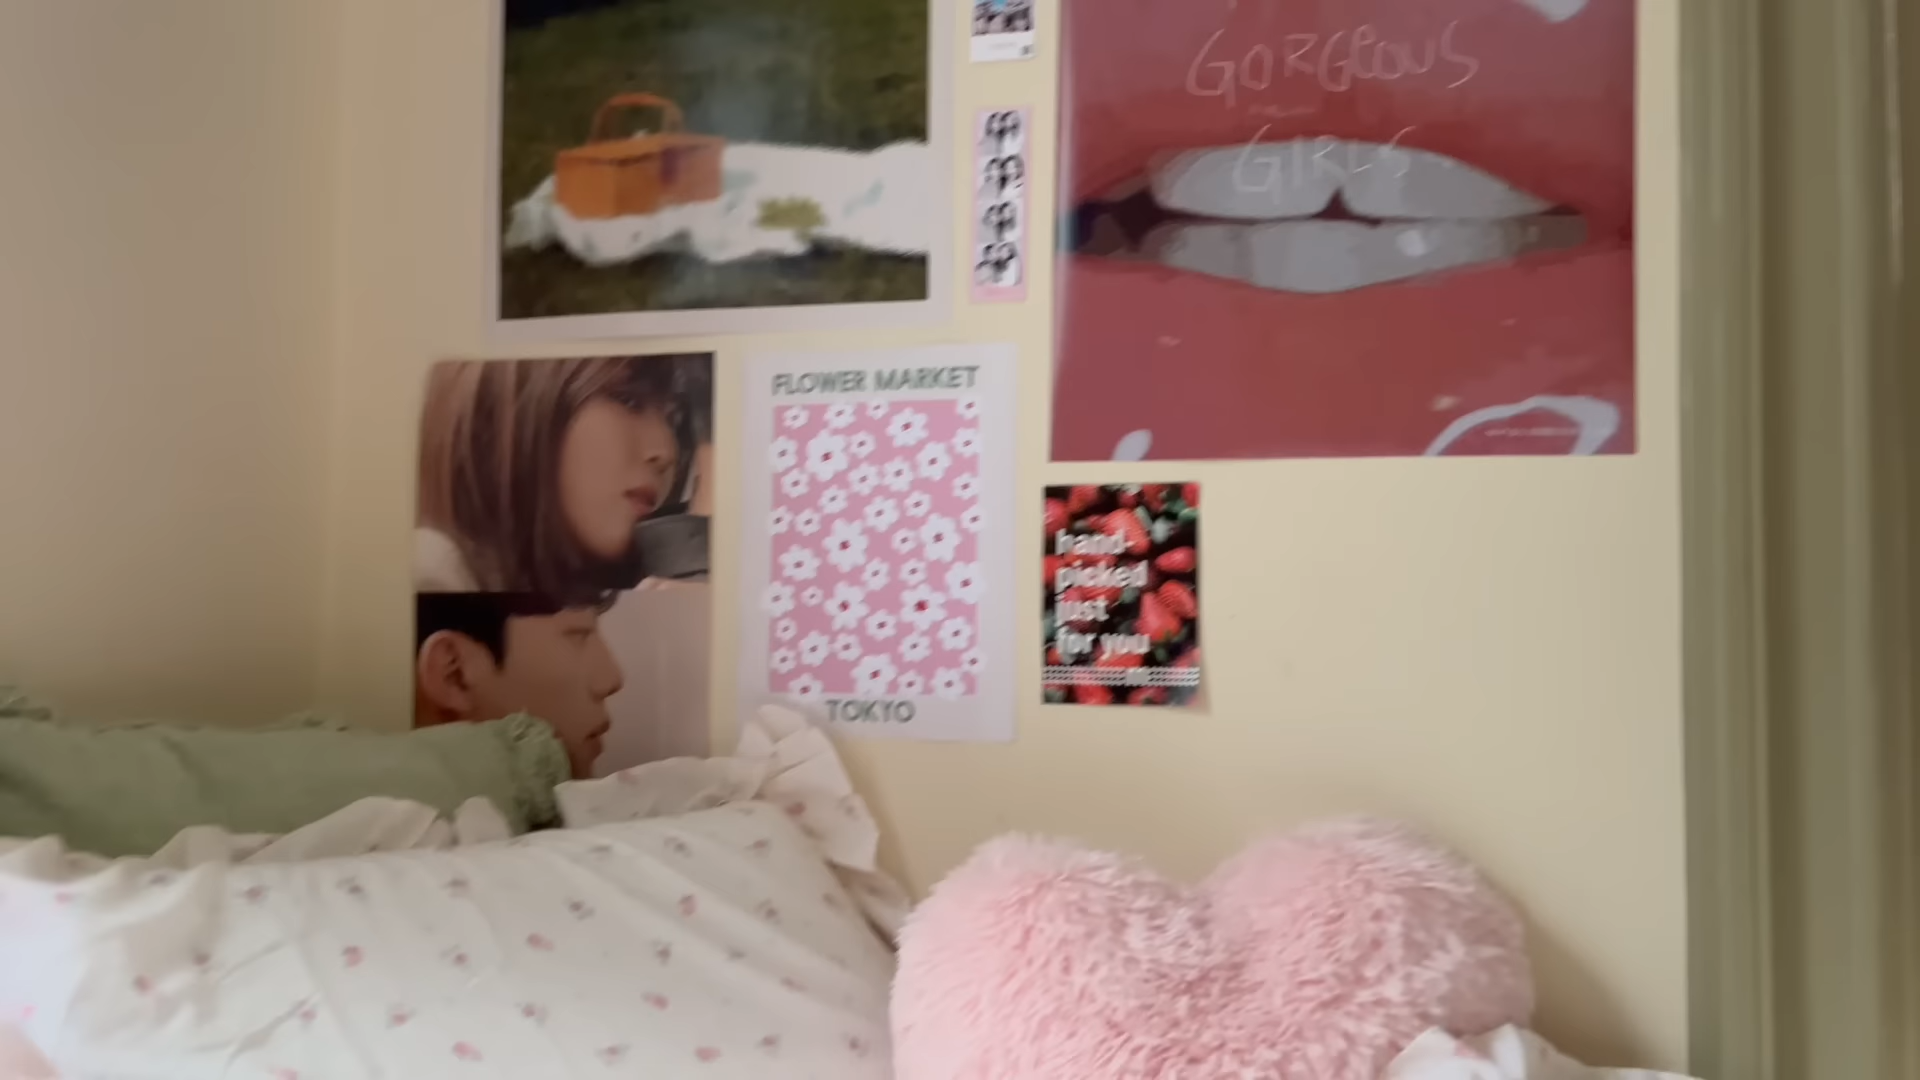 GORGEOUS
GIRLS
FLOWER MARKET
TOKYO
hand-
picked
just
for you